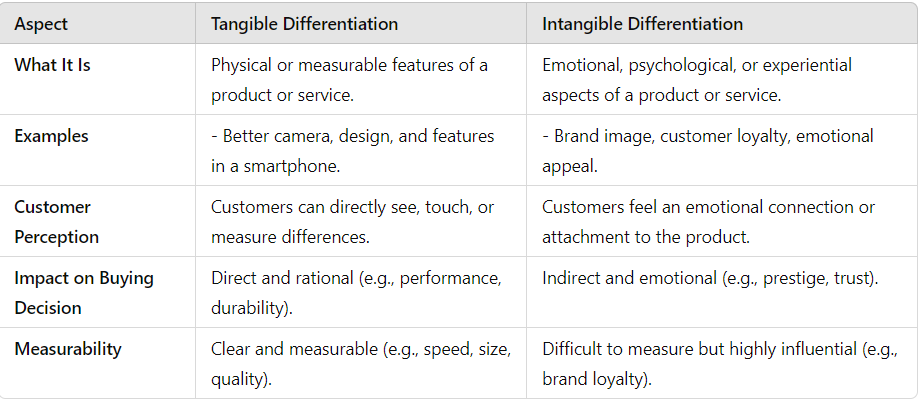 Aspect
Tangible Differentiation
Intangible Differentiation
What It Is
Physical or measurable features of a
product or service.
Emotional, psychological, or experiential
aspects of a product or service.
Examples
- Better camera, design, and features
in a smartphone.
- Brand image, customer loyalty, emotional
appeal.
Customer
Perception
Customers can directly see, touch, or
measure differences.
Customers feel an emotional connection or
attachment to the product.
Impact on Buying
Decision
Direct and rational (e.g., performance,
durability).
Indirect and emotional (e.g., prestige, trust).
Measurability
Clear and measurable (e.g., speed, size,
quality).
Difficult to measure but highly influential (e.g.,
brand loyalty).